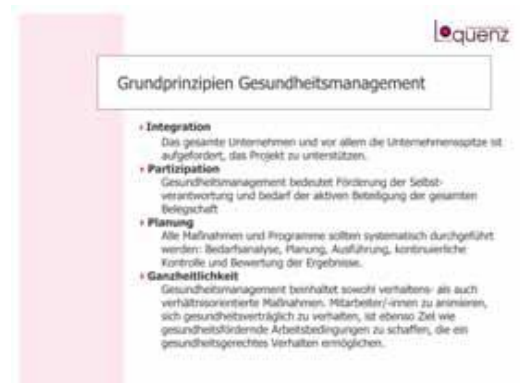 Loquenz
Grundprinzipien Gesundheitsmanagement
Integration
Das gesamte Unternehmen und vor allem die Unternehmensspitze ist
aufgefordert, das Projekt zu unterstützen.
Partizipation
Gesundheitsmanagement bedeutet Förderung der Selbst-
verantwortung und bedarf der aktiven Beteiligung der gesamten
Belegschaft
Planung
Alle Maßnahmen und Programme sollten systematisch durchgeführt
werden: Bedarfsanalyse, Planung, Ausführung, kontinuierliche
Kontrolle und Bewertung der Ergebnisse.
Ganzheitlichkeit
Gesundheitsmanagement beinhaltet sowohl verhaltens- als auch
verhältnisorientierte Maßnahmen. Mitarbeiter/-innen zu animieren,
sich gesundheitsverträglich zu verhalten, ist ebenso Ziel wie
gesundheitsfördernde Arbeitsbedingungen zu schaffen, die ein
gesundheitsgerechtes Verhalten ermöglichen.